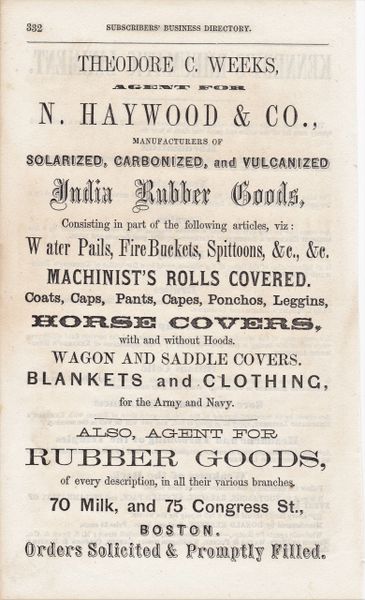 332
SUBSCRIBERS' BUSINESS DIRECTORY.
THEODORE C. WEEKS,
AGENT FOR
N. HAYWOOD & CO.,
MANUFACTURERS OF
SOLARIZED, CARBONIZED, and VULCANIZED
India Rubber Goods,
Consisting in part of the following articles, viz:
Water Pails, Fire Buckets, Spittoons, &c., &c.
MACHINIST'S ROLLS COVERED.
Coats, Caps, Pants, Capes, Ponchos, Leggins,
HORSE COVERS,
with and without Hoods.
WAGON AND SADDLE COVERS.
BLANKETS and CLOTHING,
for the Army and Navy.
ALSO, AGENT FOR
RUBBER GOODS,
of every description, in all their various branches.
70 Milk, and 75 Congress St.,
BOSTON.
Orders Solicited & Promptly Filled.